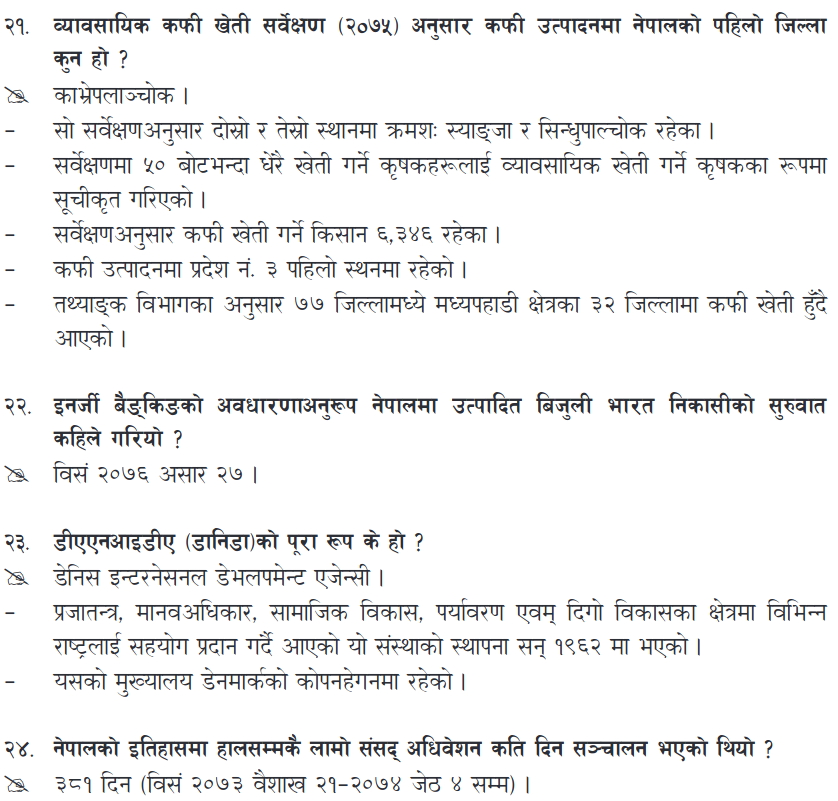 २१. व्यावसायिक कफी खेती सर्वेक्षण (२०७५) अनुसार कफी उत्पादनमा नेपालको पहिलो जिल्ला
कुन हो ?
काभ्रेपलाञ्चोक ।
– सो सर्वेक्षणअनुसार दोस्रो र तेस्रो स्थानमा क्रमशः स्याङ्जा र सिन्धुपाल्चोक रहेका ।
– सर्वेक्षणमा ५० बोटभन्दा धेरै खेती गर्ने कृषकहरूलाई व्यावसायिक खेती गर्ने कृषकका रूपमा
सूचीकृत गरिएको ।
– सर्वेक्षणअनुसार कफी खेती गर्ने किसान ६,३४६ रहेका ।
– कफी उत्पादनमा प्रदेश नं. ३ पहिलो स्थनमा रहेको ।
– तथ्याङ्क विभागका अनुसार ७७ जिल्लामध्ये मध्यपहाडी क्षेत्रका ३२ जिल्लामा कफी खेती हुँदै
आएको ।
२२. इनर्जी बैङ्किङको अवधारणाअनुरूप नेपालमा उत्पादित बिजुली भारत निकासीको सुरुवात
कहिले गरियो ?
विसं २०७६ असार २७ ।
२३. डीएएनआइडीए (डानिडा)को पूरा रूप के हो ?
डेनिस इन्टरनेसनल डेभलपमेन्ट एजेन्सी ।
– प्रजातन्त्र, मानवअधिकार, सामाजिक विकास, पर्यावरण एवम् दिगो विकासका क्षेत्रमा विभिन्न
राष्ट्रलाई सहयोग प्रदान गर्दै आएको यो संस्थाको स्थापना सन् १९६२ मा भएको ।
– यसको मुख्यालय डेनमार्कको कोपनहेगनमा रहेको ।
२४. नेपालको इतिहासमा हालसम्मकै लामो संसद् अधिवेशन कति दिन सञ्चालन भएको थियो ?
३८१ दिन (विसं २०७३ वैशाख २१–२०७४ जेठ ४ सम्म) ।